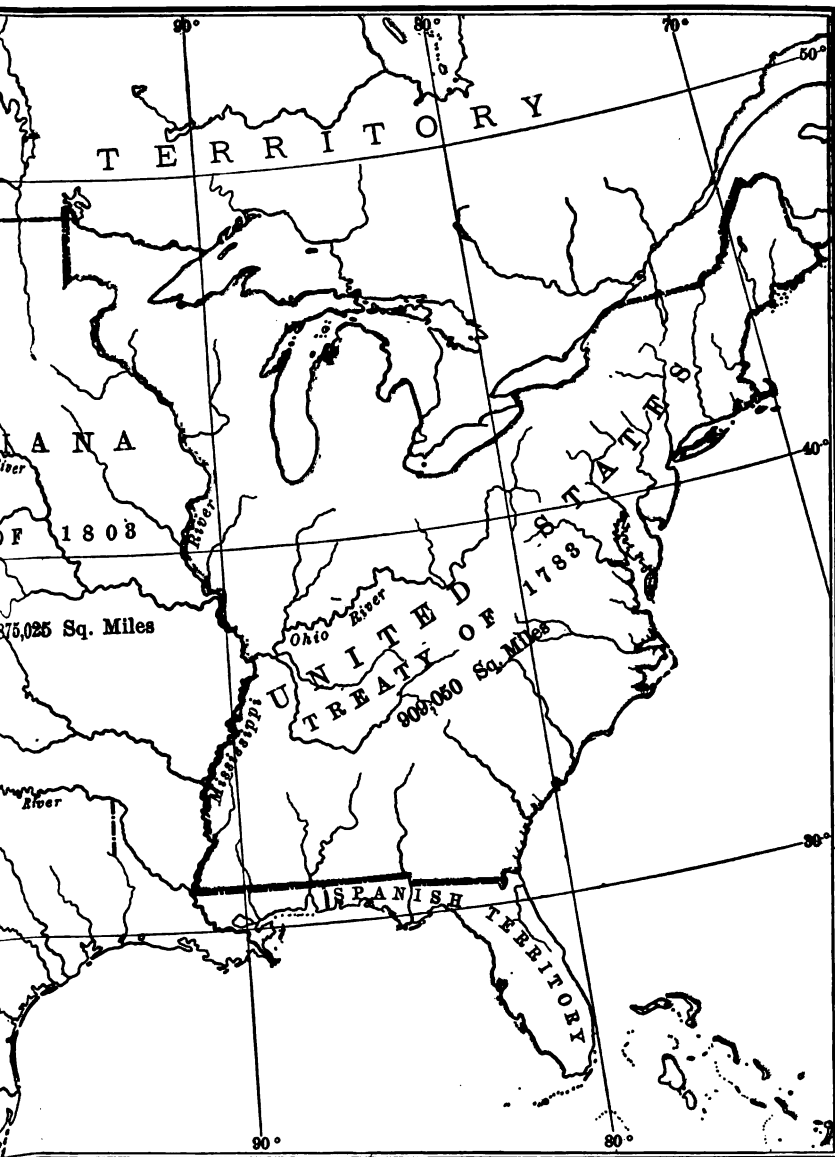 90°
80°
70°
50°
TERRITORY
IANA
River
40°
OF 1803
River
875,025 Sq. Miles
Ohio River
UNITED STATES
TREATY OF 1783
909,050 Sq. Miles
Mississippi
River
30°
SPANISH
TERRITORY
90°
80°